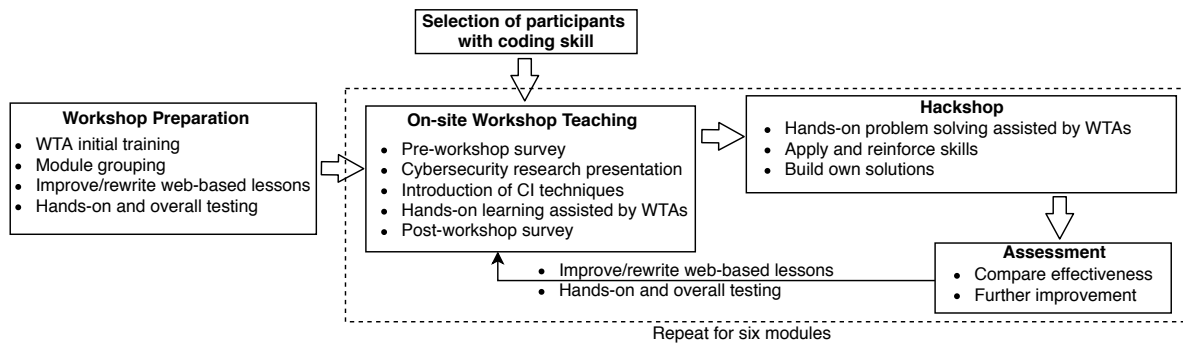 Selection of participants
with coding skill
Workshop Preparation
• WTA initial training
• Module grouping
• Improve/rewrite web-based lessons
• Hands-on and overall testing
On-site Workshop Teaching
• Pre-workshop survey
• Cybersecurity research presentation
• Introduction of CI techniques
• Hands-on learning assisted by WTAs
• Post-workshop survey
Hackshop
• Hands-on problem solving assisted by WTAs
• Apply and reinforce skills
• Build own solutions
Assessment
• Compare effectiveness
• Further improvement
• Improve/rewrite web-based lessons
• Hands-on and overall testing
Repeat for six modules